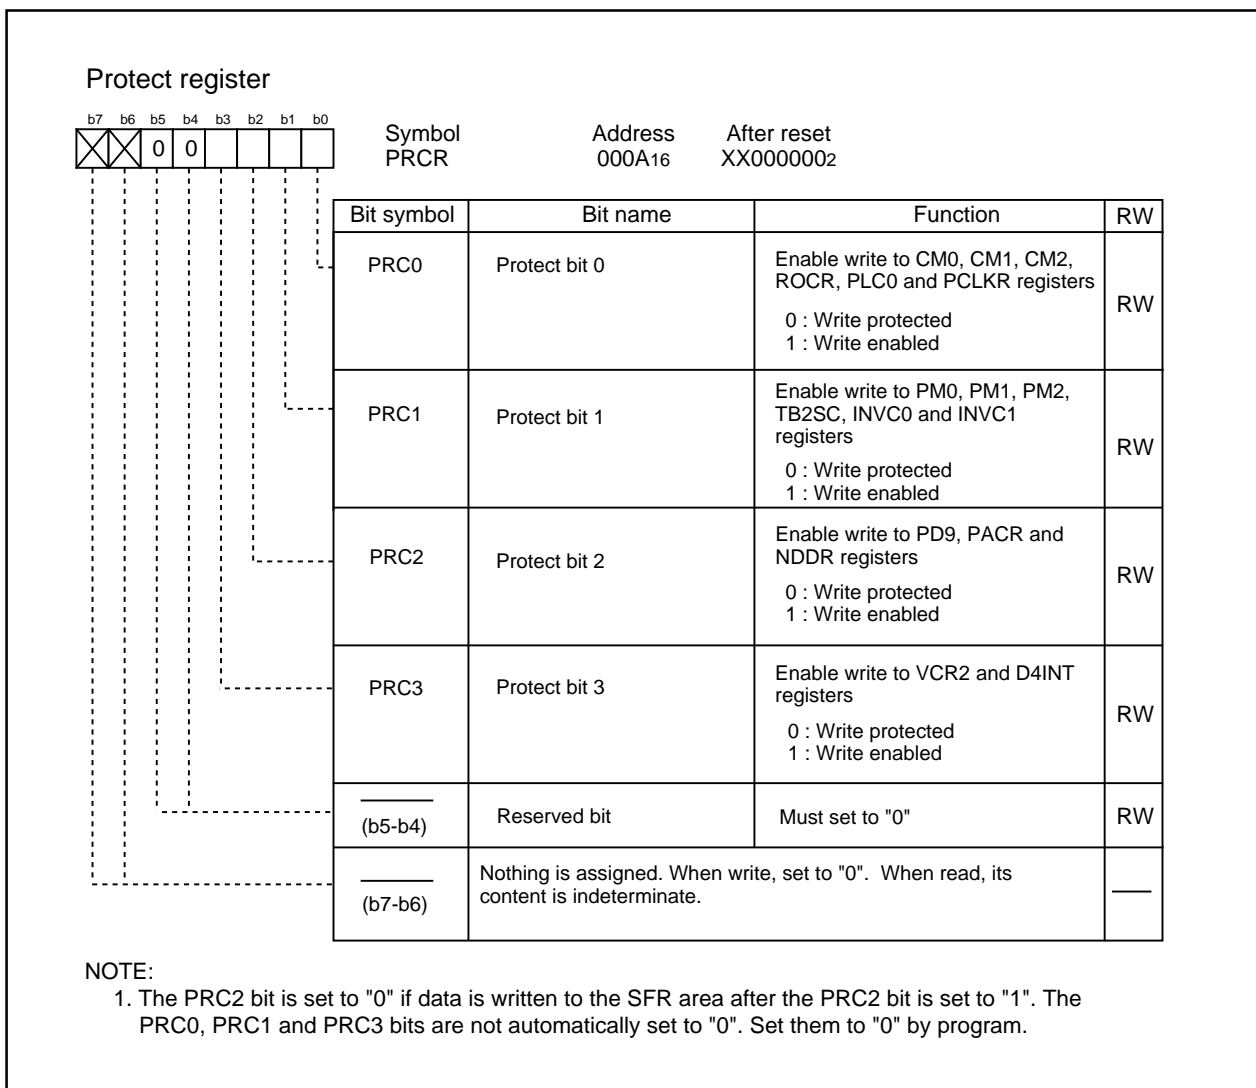 Protect register
b7 b6 b5 b4 b3 b2 b1 b0
0 0
Symbol Address After reset
PRCR 000A16 XX0000002
Bit symbol Bit name Function RW
PRC0 Protect bit 0 Enable write to CM0, CM1, CM2,
ROCR, PLC0 and PCLKR registers
0 : Write protected
1 : Write enabled
RW
PRC1 Protect bit 1 Enable write to PM0, PM1, PM2,
TB2SC, INVC0 and INVC1
registers
0 : Write protected
1 : Write enabled
RW
PRC2 Protect bit 2 Enable write to PD9, PACR and
NDDR registers
0 : Write protected
1 : Write enabled
RW
PRC3 Protect bit 3 Enable write to VCR2 and D4INT
registers
0 : Write protected
1 : Write enabled
RW
(b5-b4) Reserved bit Must set to "0" RW
(b7-b6) Nothing is assigned. When write, set to "0". When read, its
content is indeterminate.
NOTE:
1. The PRC2 bit is set to "0" if data is written to the SFR area after the PRC2 bit is set to "1". The
PRC0, PRC1 and PRC3 bits are not automatically set to "0". Set them to "0" by program.